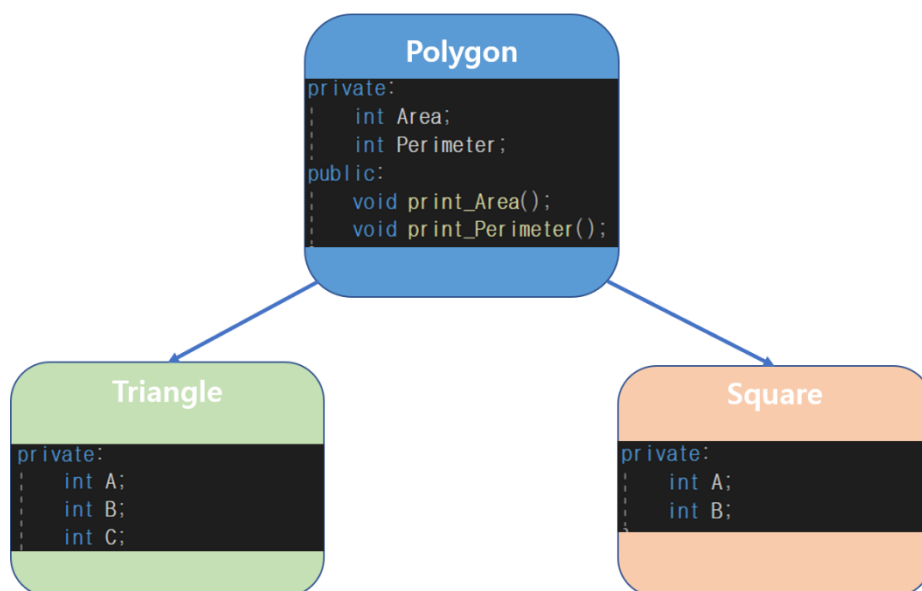 Polygon
private:
int Area;
int Perimeter;
public:
void print_Area();
void print_Perimeter();
Triangle
private:
int A;
int B;
int C;
Square
private:
int A;
int B;